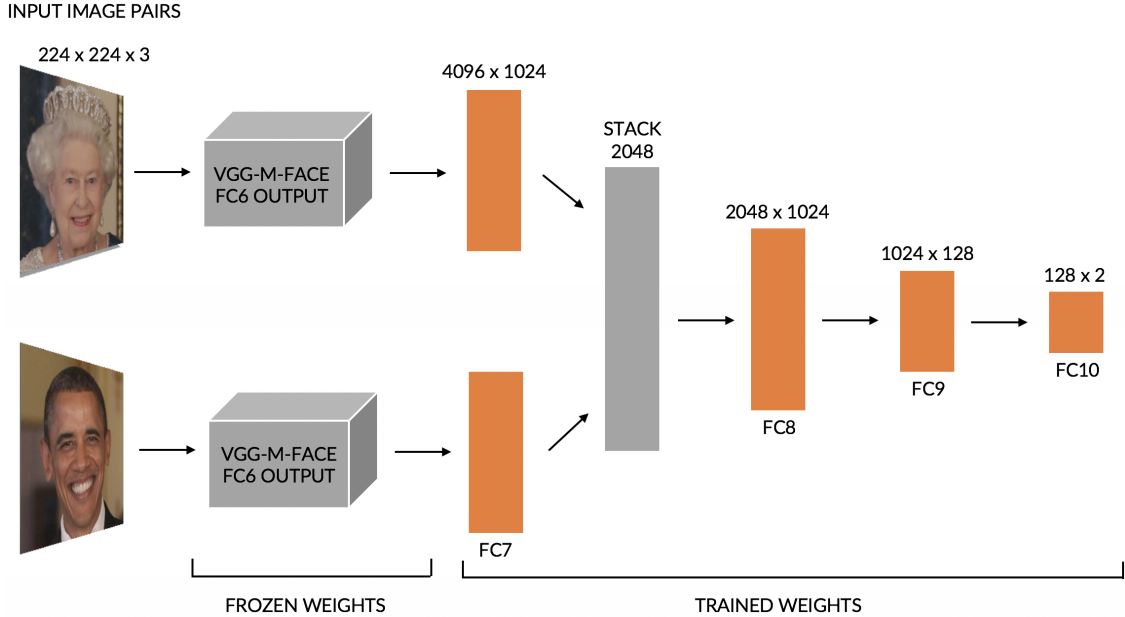 INPUT IMAGE PAIRS
224 x 224 x 3
VGG-M-FACE
FC6 OUTPUT
4096 x 1024
STACK
2048
2048 x 1024
FC8
1024 x 128
FC9
128 x 2
FC10
VGG-M-FACE
FC6 OUTPUT
FC7
FROZEN WEIGHTS
TRAINED WEIGHTS